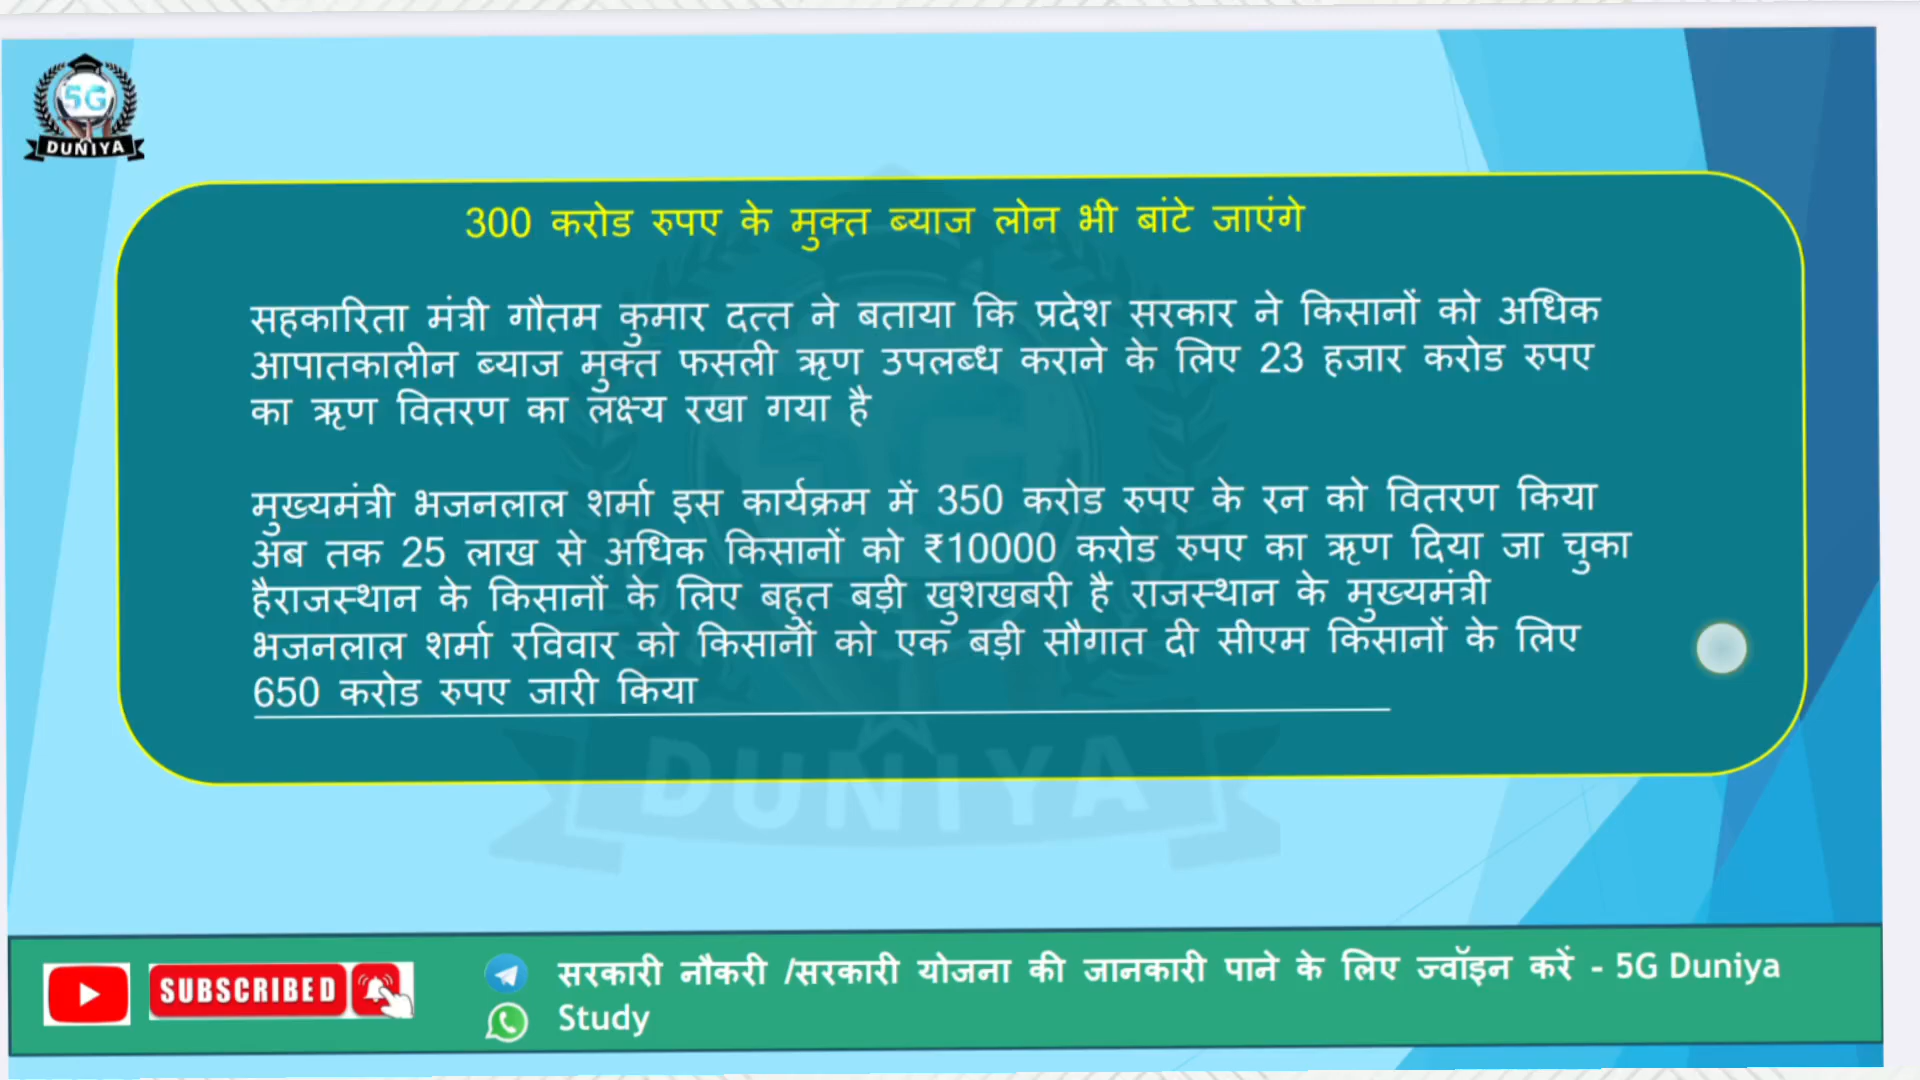 5G
DUNIYA
300 करोड रुपए के मुक्त ब्याज लोन भी बांटे जाएंगे
सहकारिता मंत्री गौतम कुमार दत्त ने बताया कि प्रदेश सरकार ने किसानों को अधिक
आपातकालीन ब्याज मुक्त फसली ऋण उपलब्ध कराने के लिए 23 हजार करोड रुपए
का ऋण वितरण का लक्ष्य रखा गया है
मुख्यमंत्री भजनलाल शर्मा इस कार्यक्रम में 350 करोड रुपए के रन को वितरण किया
अब तक 25 लाख से अधिक किसानों को ₹10000 करोड रुपए का ऋण दिया जा चुका
हैराजस्थान के किसानों के लिए बहुत बड़ी खुशखबरी है राजस्थान के मुख्यमंत्री
भजनलाल शर्मा रविवार को किसानों को एक बड़ी सौगात दी सीएम किसानों के लिए
650 करोड रुपए जारी किया
DUNIYA
SUBSCRIBED
सरकारी नौकरी /सरकारी योजना की जानकारी पाने के लिए ज्वॉइन करें - 5G Duniya
Study